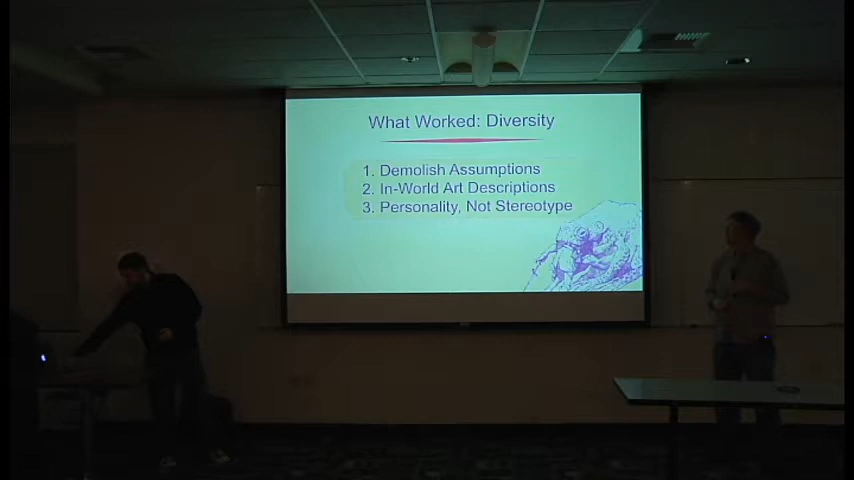 What Worked: Diversity
1. Demolish Assumptions
2. In-World Art Descriptions
3. Personality, Not Stereotype